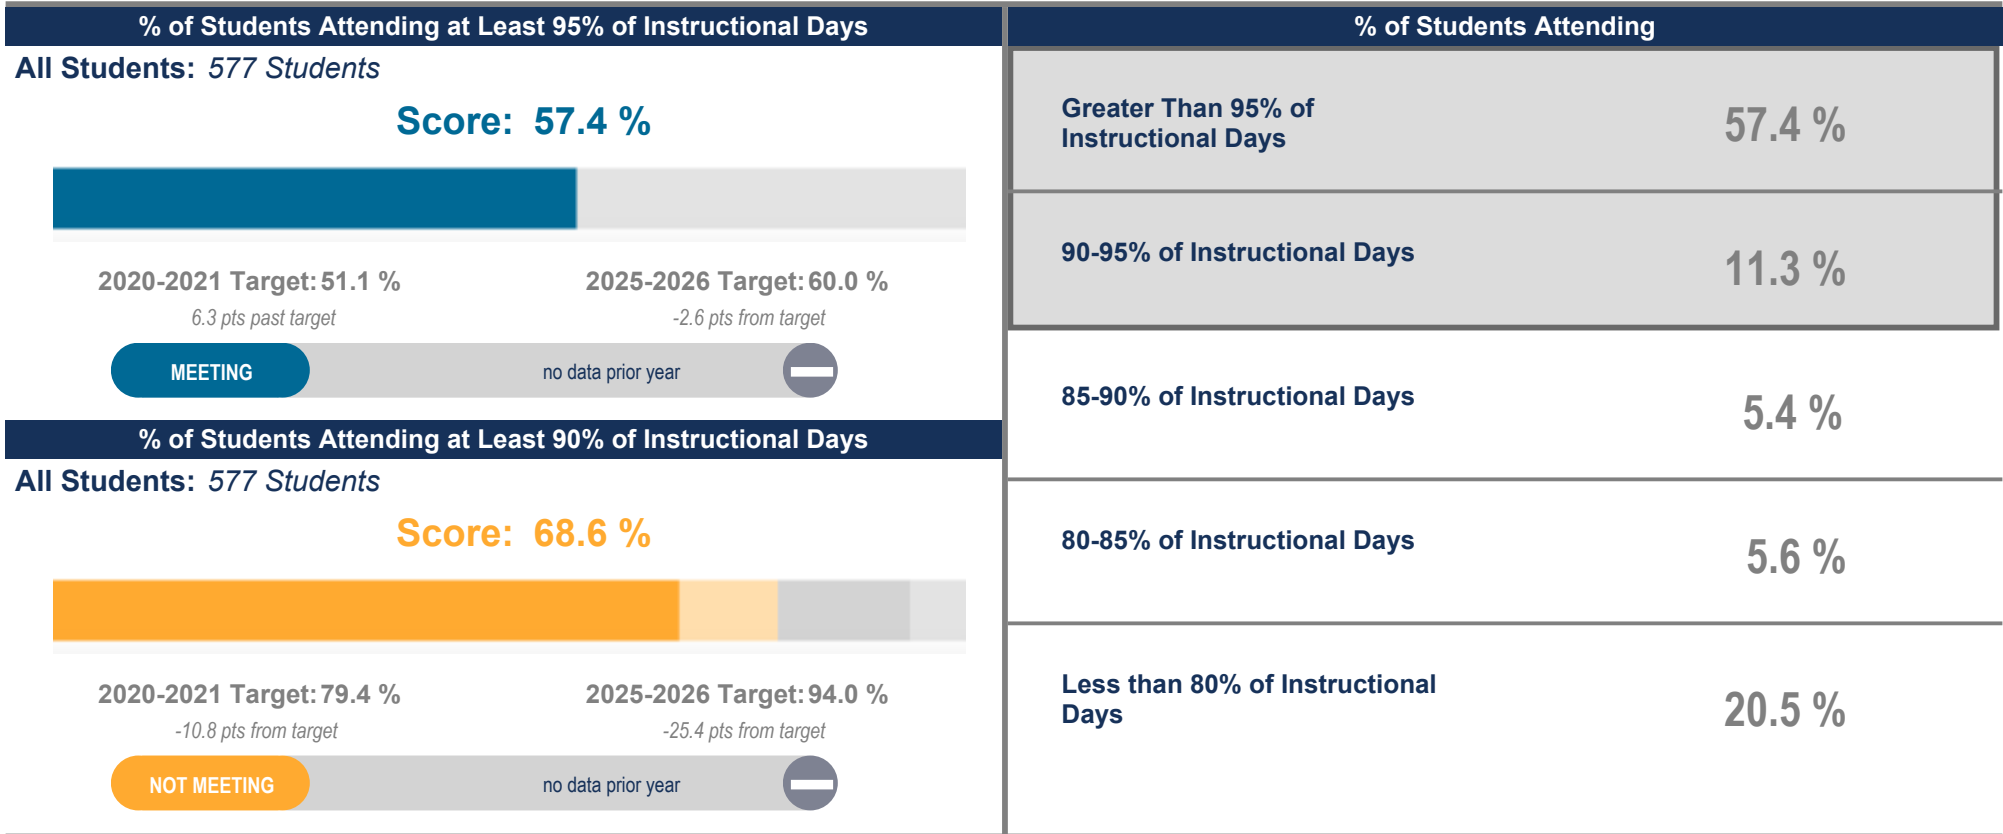 % of Students Attending at Least 95% of Instructional Days
All Students: 577 Students
Score: 57.4 %
2020-2021 Target: 51.1 %
6.3 pts past target
2025-2026 Target: 60.0 %
-2.6 pts from target
MEETING
no data prior year
% of Students Attending at Least 90% of Instructional Days
All Students: 577 Students
Score: 68.6 %
2020-2021 Target: 79.4 %
-10.8 pts from target
2025-2026 Target: 94.0 %
-25.4 pts from target
NOT MEETING
no data prior year
% of Students Attending
Greater Than 95% of
Instructional Days
57.4 %
90-95% of Instructional Days
11.3 %
85-90% of Instructional Days
5.4 %
80-85% of Instructional Days
5.6 %
Less than 80% of Instructional
Days
20.5 %